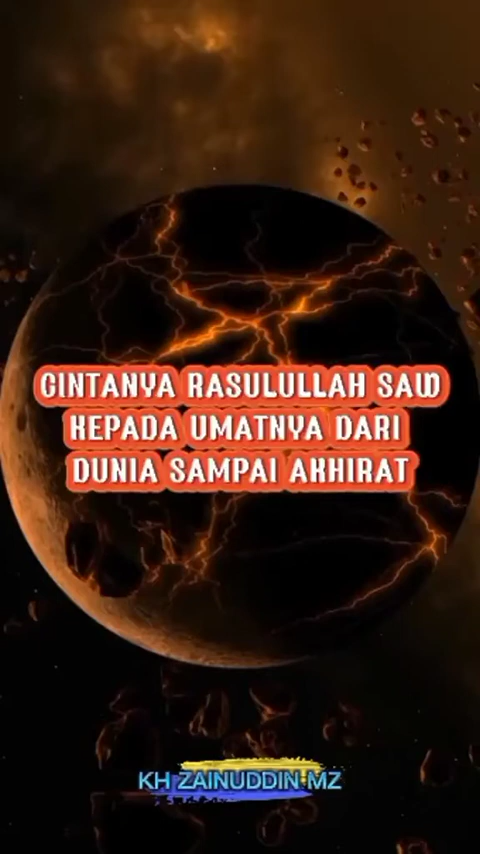 CINTANYA RASULULLAH SAW
KEPADA UMATNYA DARI
DUNIA SAMPAI AKHIRAT
KH ZAINUDDIN MZ